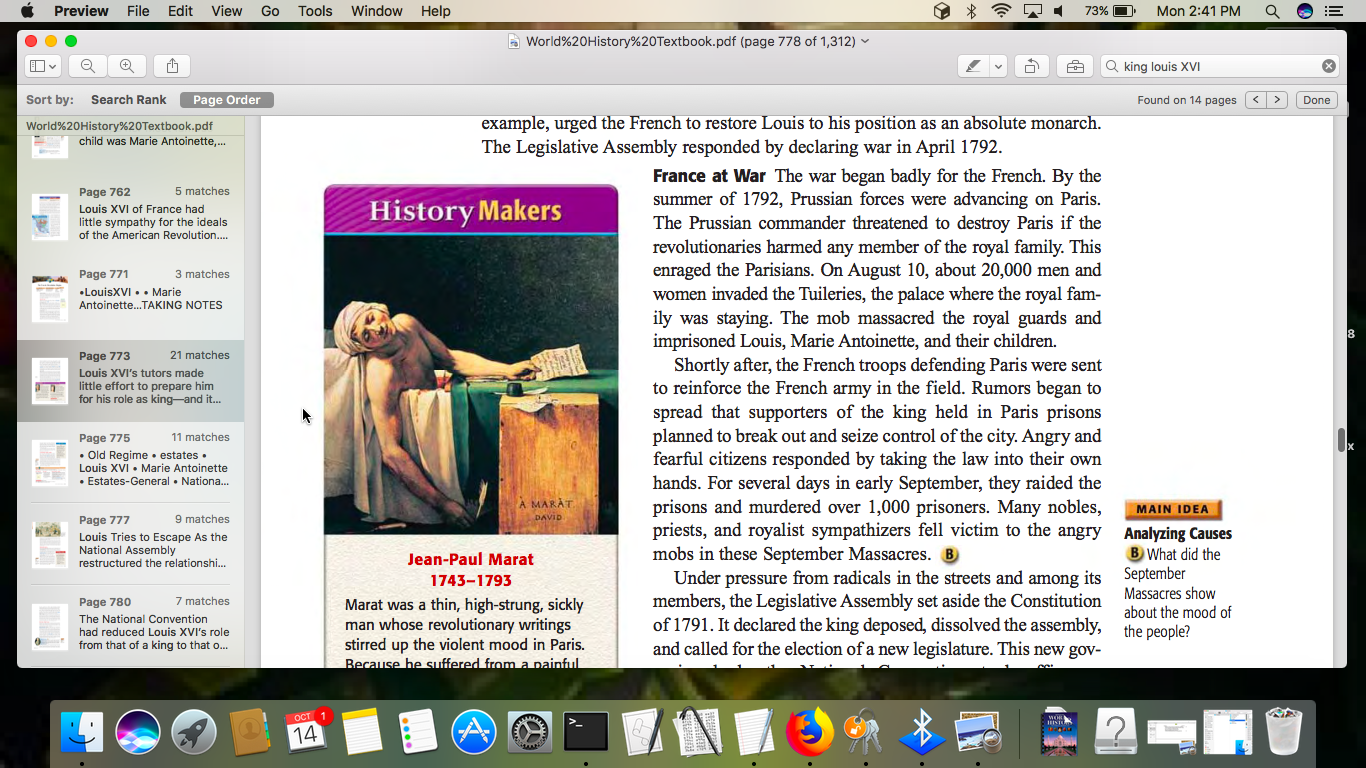 Preview File Edit View Go Tools Window Help
73% Mon 2:41 PM
World%20History%20Textbook.pdf (page 778 of 1,312)
king louis XVI
Sort by: Search Rank Page Order
Found on 14 pages
Done
World%20History%20Textbook.pdf
child was Marie Antoinette,...
Page 762 5 matches
Louis XVI of France had
little sympathy for the ideals
of the American Revolution....
Page 771 3 matches
•LouisXVI • • Marie
Antoinette...TAKING NOTES
Page 773 21 matches
Louis XVI's tutors made
little effort to prepare him
for his role as king—and it...
Page 775 11 matches
• Old Regime • estates •
Louis XVI • Marie Antoinette
• Estates-General • Nationa...
Page 777 9 matches
Louis Tries to Escape As the
National Assembly
restructured the relationshi...
Page 780 7 matches
The National Convention
had reduced Louis XVI's role
from that of a king to that o...
example, urged the French to restore Louis to his position as an absolute monarch.
The Legislative Assembly responded by declaring war in April 1792.
History Makers
À MARÀT
DAVID
Jean-Paul Marat
1743–1793
Marat was a thin, high-strung, sickly
man whose revolutionary writings
stirred up the violent mood in Paris.
Because he suffered from a painful
France at War The war began badly for the French. By the
summer of 1792, Prussian forces were advancing on Paris.
The Prussian commander threatened to destroy Paris if the
revolutionaries harmed any member of the royal family. This
enraged the Parisians. On August 10, about 20,000 men and
women invaded the Tuileries, the palace where the royal fam-
ily was staying. The mob massacred the royal guards and
imprisoned Louis, Marie Antoinette, and their children.
Shortly after, the French troops defending Paris were sent
to reinforce the French army in the field. Rumors began to
spread that supporters of the king held in Paris prisons
planned to break out and seize control of the city. Angry and
fearful citizens responded by taking the law into their own
hands. For several days in early September, they raided the
prisons and murdered over 1,000 prisoners. Many nobles,
priests, and royalist sympathizers fell victim to the angry
mobs in these September Massacres. B
Under pressure from radicals in the streets and among its
members, the Legislative Assembly set aside the Constitution
of 1791. It declared the king deposed, dissolved the assembly,
and called for the election of a new legislature. This new gov-
MAIN IDEA
Analyzing Causes
B What did the
September
Massacres show
about the mood of
the people?
8
x
OCT 1
14